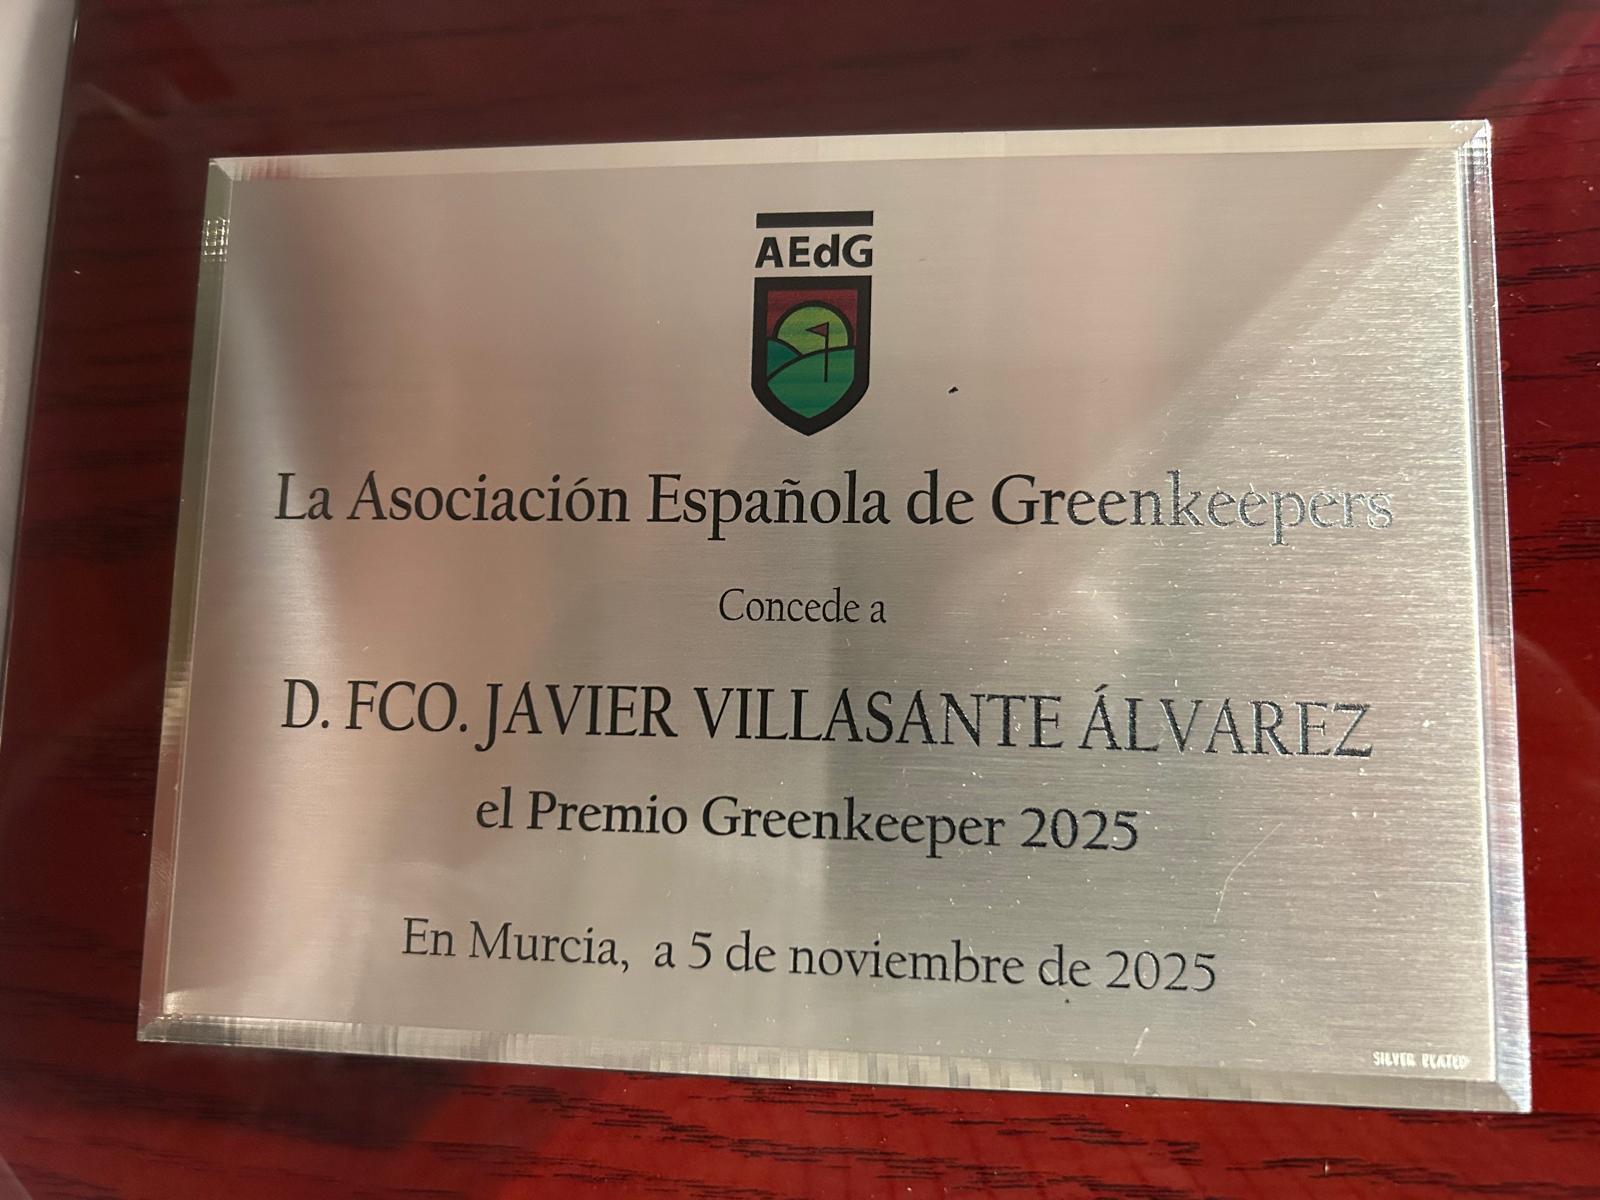 AEdG
La Asociación Española de Greenkeepers
Concede a
D. FCO. JAVIER VILLASANTE ÁLVAREZ
el Premio Greenkeeper 2025
En Murcia, a 5 de noviembre de 2025
SILVER PLATED